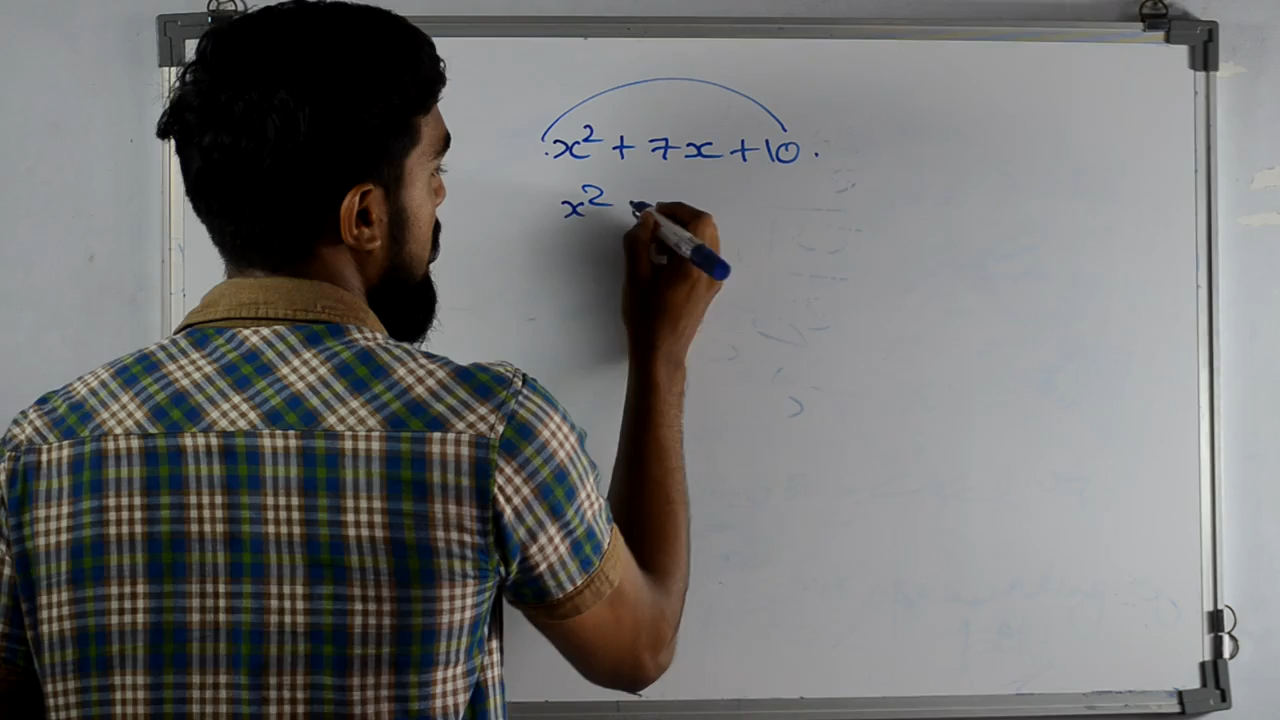 x² + 7x + 10.
x²